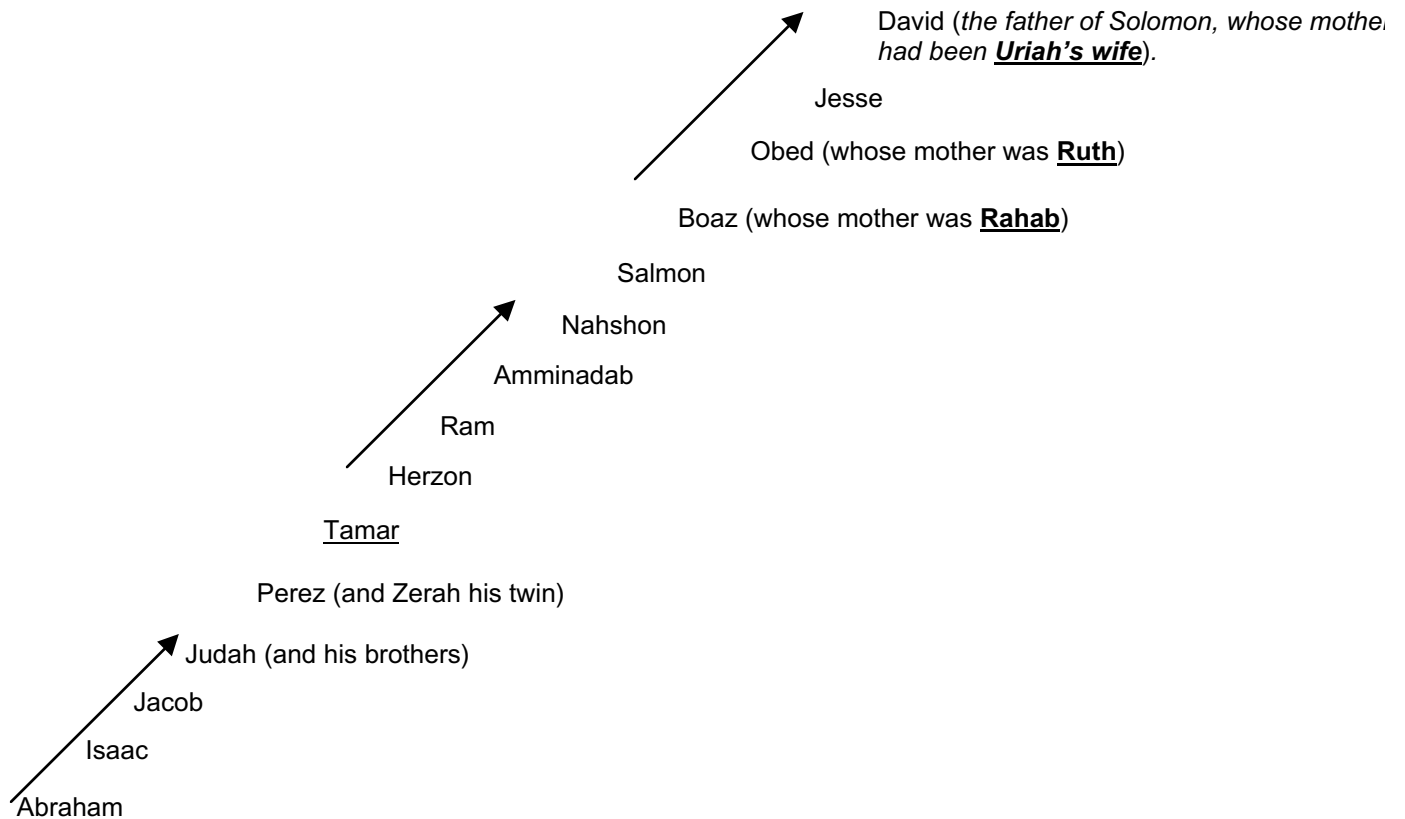 David (the father of Solomon, whose mothe
had been Uriah’s wife).
Jesse
Obed (whose mother was Ruth)
Boaz (whose mother was Rahab)
Salmon
Nahshon
Amminadab
Ram
Herzon
Tamar
Perez (and Zerah his twin)
Judah (and his brothers)
Jacob
Isaac
Abraham